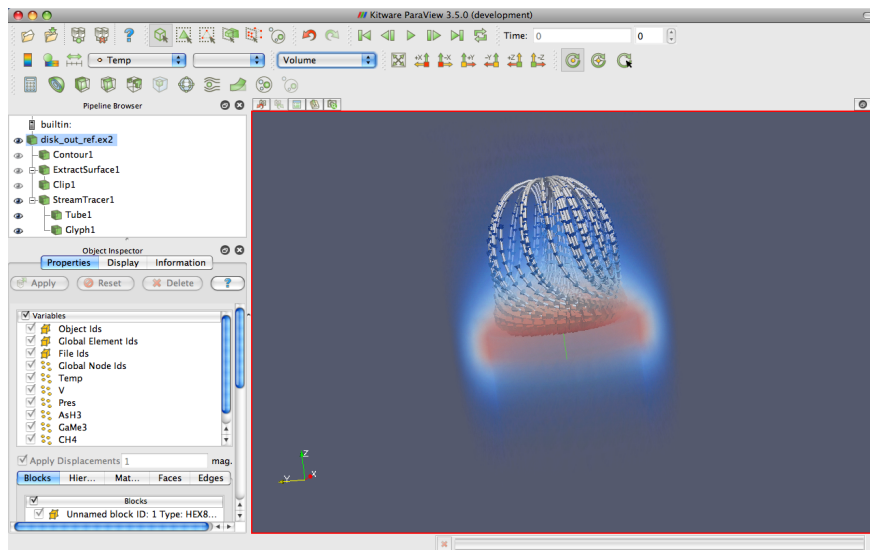 Kitware ParaView 3.5.0 (development)
Time: 0 0
Temp Volume +X -X +Y -Y +Z -Z
Pipeline Browser
builtin:
disk_out_ref.ex2
Contour1
ExtractSurface1
Clip1
StreamTracer1
Tube1
Glyph1
Object Inspector
Properties Display Information
Apply Reset Delete ?
Variables
Object Ids
Global Element Ids
File Ids
Global Node Ids
Temp
V
Pres
AsH3
GaMe3
CH4
Apply Displacements 1 mag.
Blocks Hier... Mat... Faces Edges
Blocks
Unnamed block ID: 1 Type: HEX8...
Z
Y
X